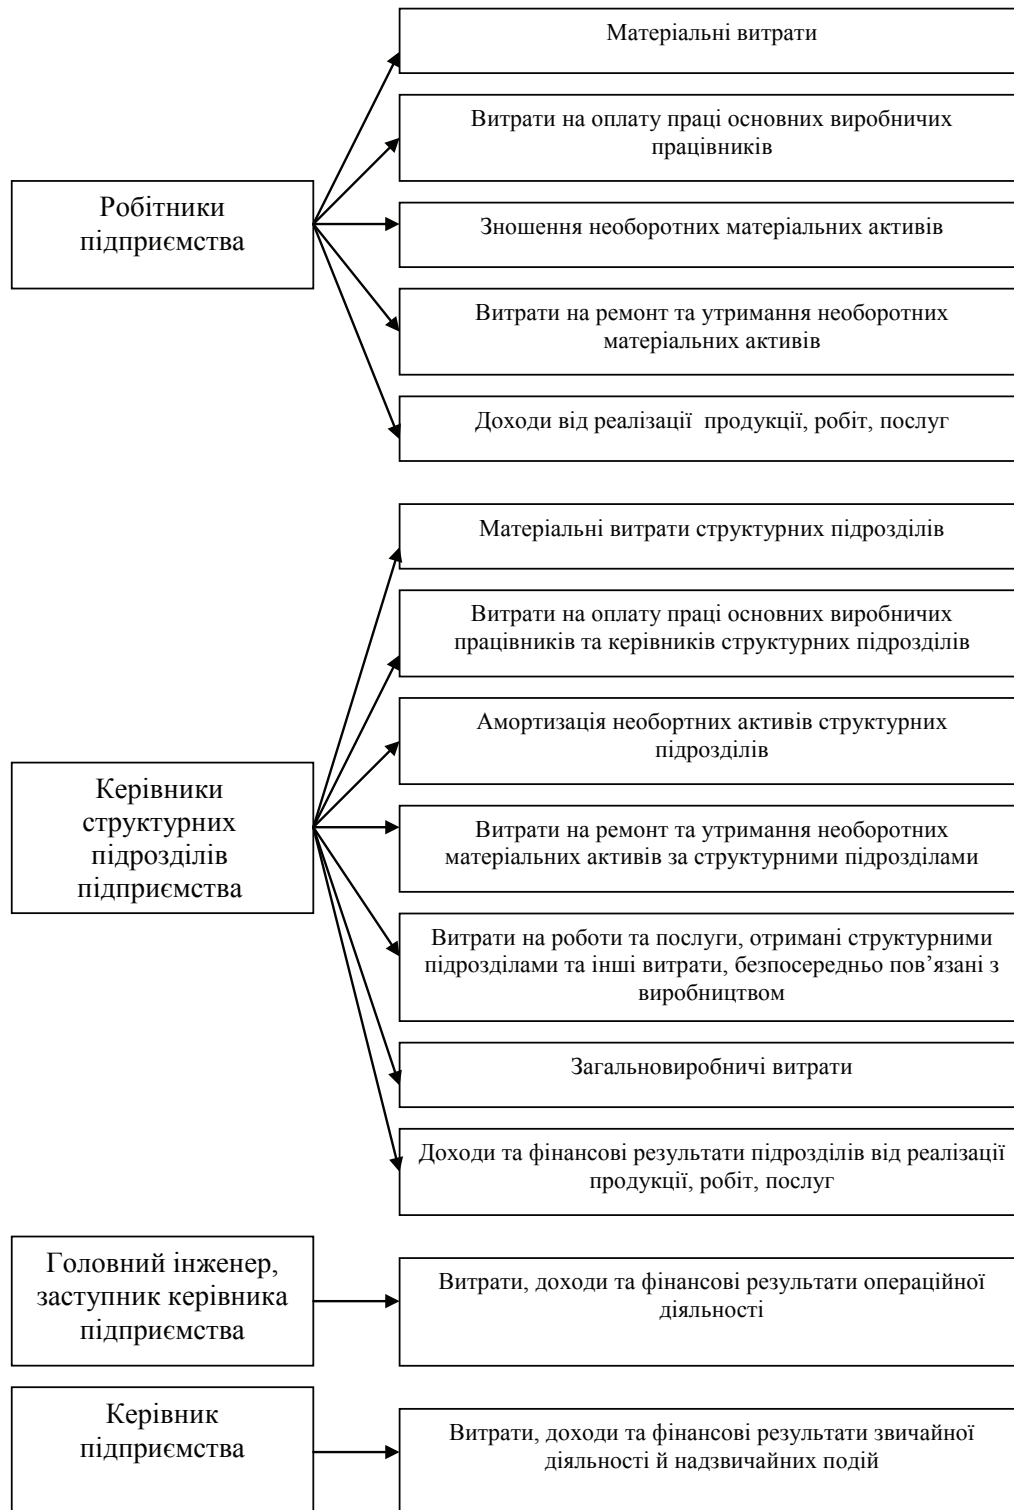 Матеріальні витрати
Витрати на оплату праці основних виробничих
працівників
Робітники
підприємства
Зношення необоротних матеріальних активів
Витрати на ремонт та утримання необоротних
матеріальних активів
Доходи від реалізації  продукції, робіт, послуг
Матеріальні витрати структурних підрозділів
Витрати на оплату праці основних виробничих
працівників та керівників структурних підрозділів
Амортизація необортних активів структурних
підрозділів
Керівники
структурних
підрозділів
підприємства
Витрати на ремонт та утримання необоротних
матеріальних активів за структурними підрозділами
Витрати на роботи та послуги, отримані структурними
підрозділами та інші витрати, безпосередньо пов’язані з
виробництвом
Загальновиробничі витрати
Доходи та фінансові результати підрозділів від реалізації
продукції, робіт, послуг
Головний інженер,
заступник керівника
підприємства
Витрати, доходи та фінансові результати операційної
діяльності
Керівник
підприємства
Витрати, доходи та фінансові результати звичайної
діяльності й надзвичайних подій